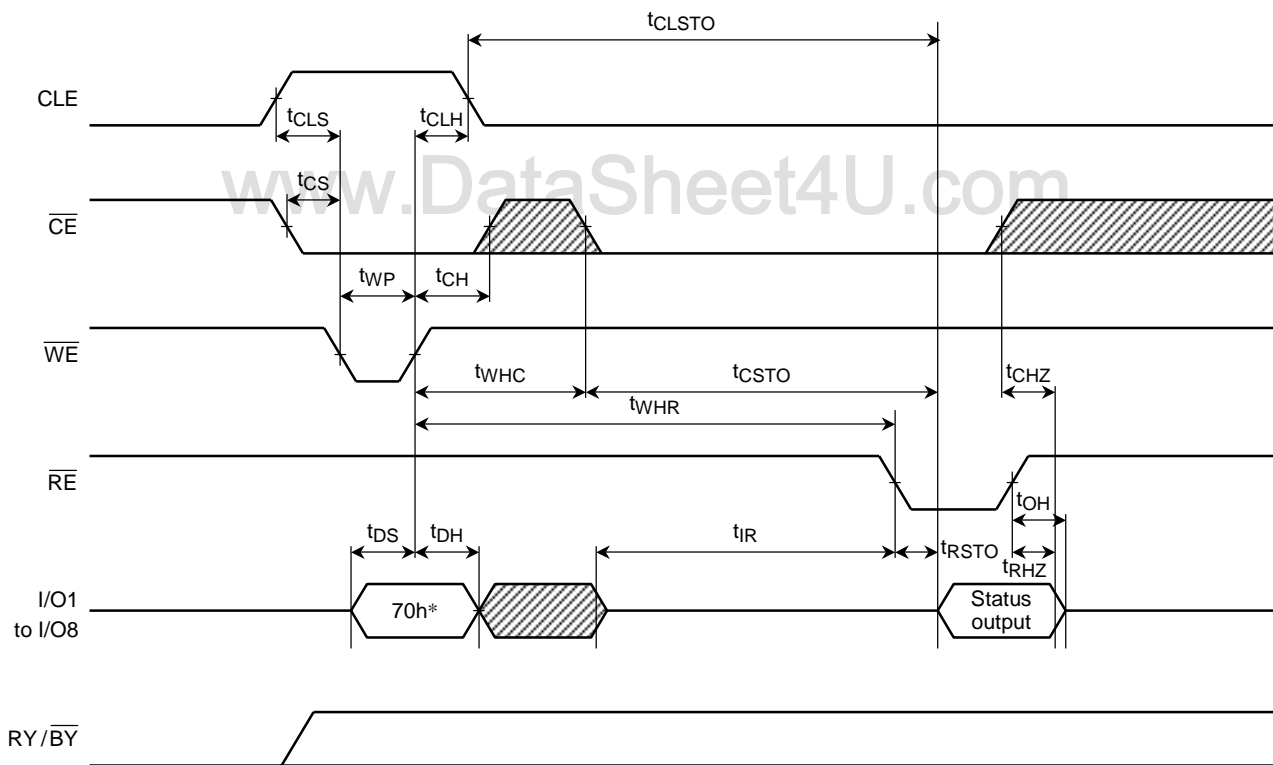 tCLSTO
CLE
tCLS
tCLH
www.DataSheet4U.com
tCS
CE
tWP
tCH
WE
tWHC
tCSTO
tCHZ
tWHR
RE
tOH
tDS
tDH
tIR
tRSTO
tRHZ
I/O1
to I/O8
70h*
Status
output
RY/BY